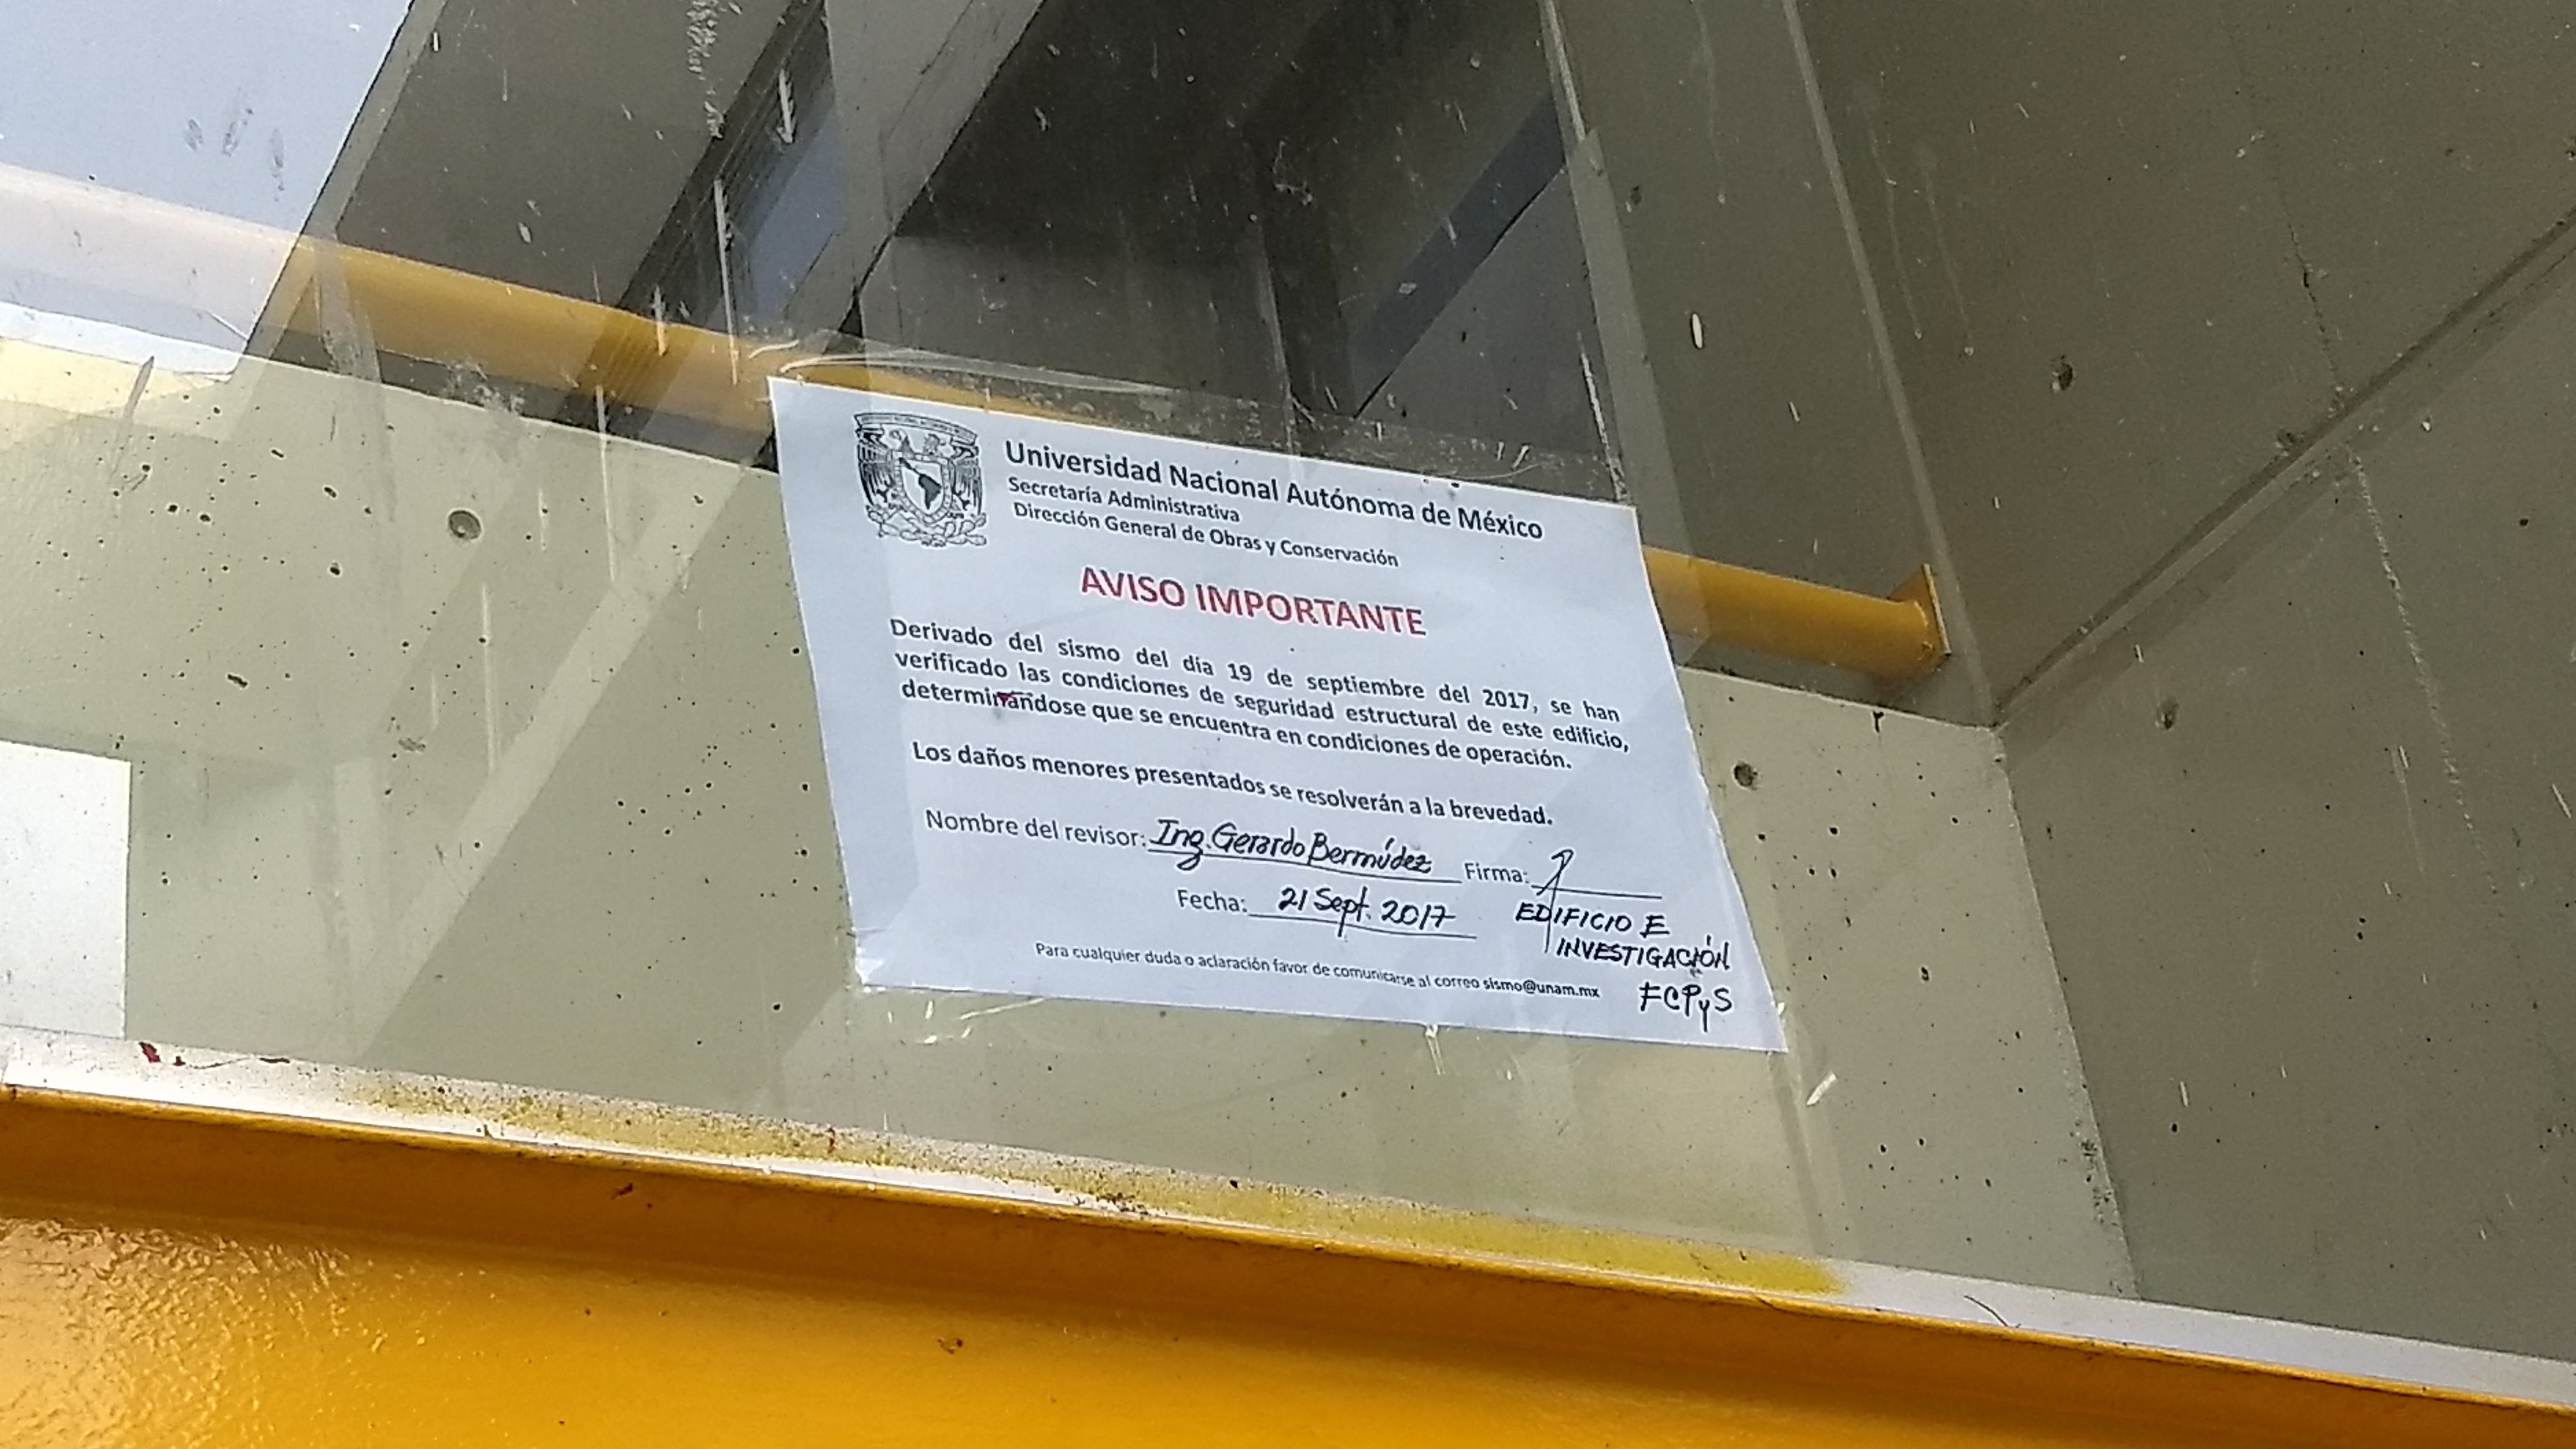 Universidad Nacional Autónoma de México
Secretaría Administrativa
Dirección General de Obras y Conservación
AVISO IMPORTANTE
Derivado del sismo del día 19 de septiembre del 2017, se han
verificado las condiciones de seguridad estructural de este edificio,
determinandose que se encuentra en condiciones de operación.
Los daños menores presentados se resolverán a la brevedad.
Nombre del revisor: Ing. Gerardo Bermúdez Firma:
Fecha: 21 Sept. 2017
EDIFICIO E
INVESTIGACIÓN
FCPyS
Para cualquier duda o aclaración favor de comunicarse al correo sismo@unam.mx